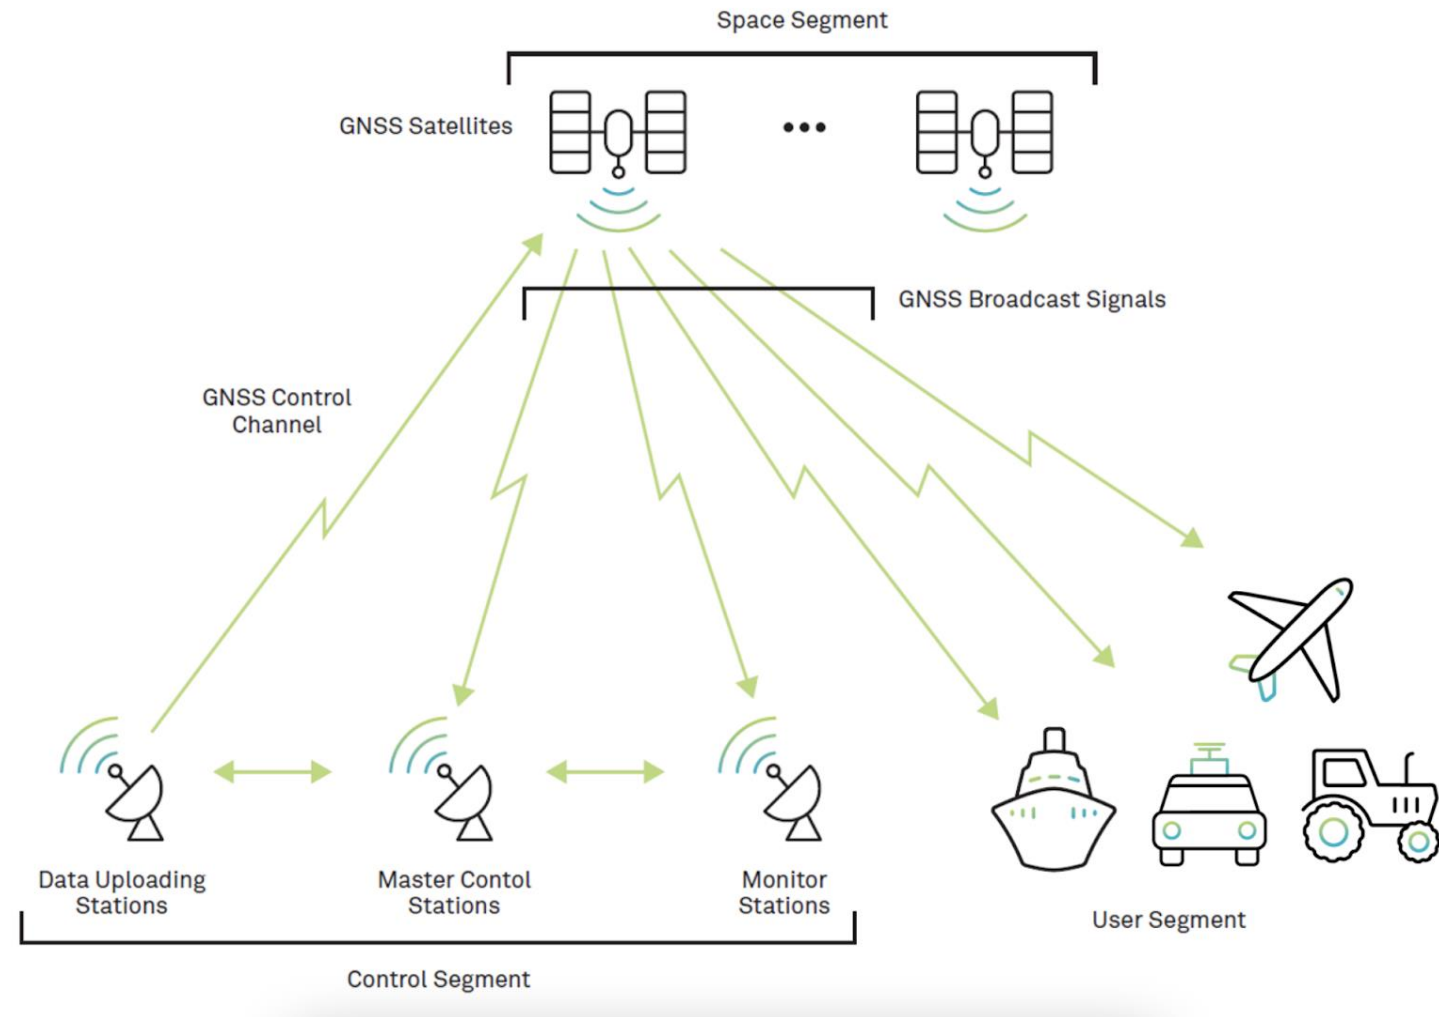 Space Segment
GNSS Satellites
GNSS Broadcast Signals
GNSS Control
Channel
Data Uploading
Stations
Master Contol
Stations
Monitor
Stations
User Segment
Control Segment